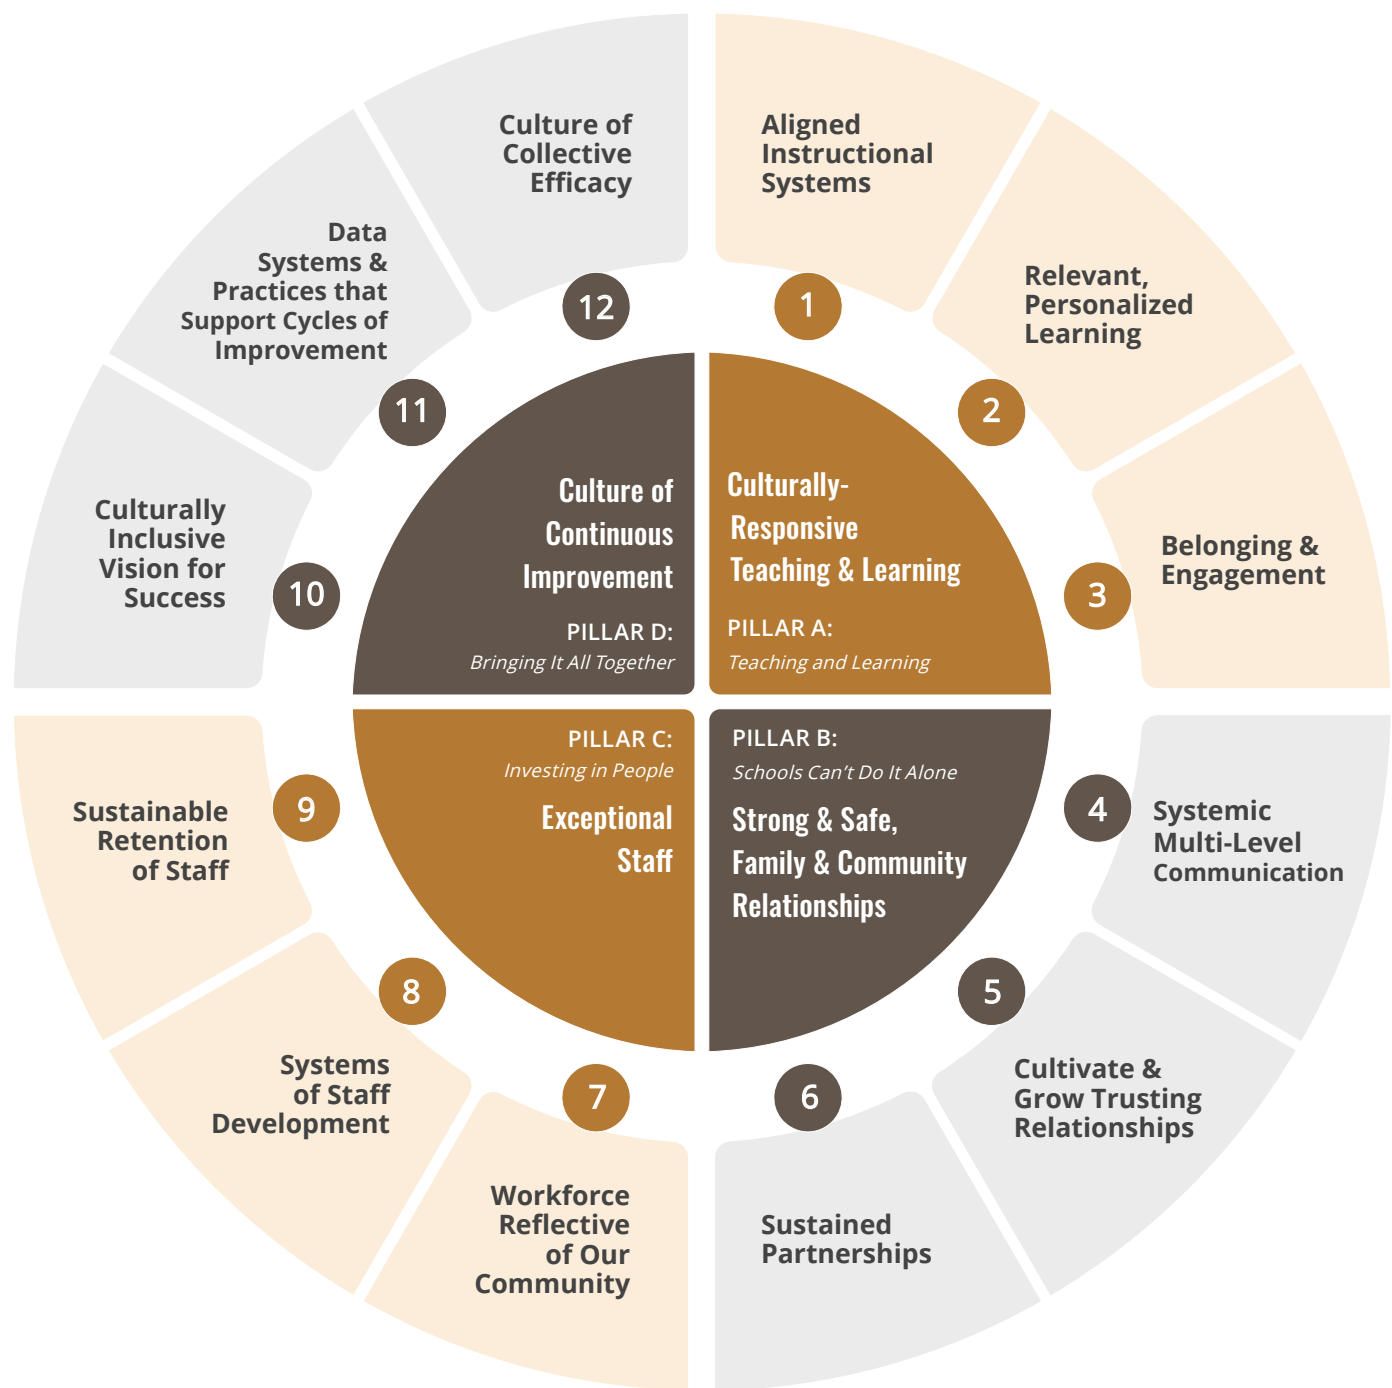 Culture of
Collective
Efficacy
12
Aligned
Instructional
Systems
1
Relevant,
Personalized
Learning
2
Belonging &
Engagement
3
Systemic
Multi-Level
Communication
4
Cultivate &
Grow Trusting
Relationships
5
Sustained
Partnerships
6
Workforce
Reflective
of Our
Community
7
Systems
of Staff
Development
8
Sustainable
Retention
of Staff
9
Culturally
Inclusive
Vision for
Success
10
Data
Systems &
Practices that
Support Cycles of
Improvement
11
Culture of
Continuous
Improvement
PILLAR D:
Bringing It All Together
Culturally-
Responsive
Teaching & Learning
PILLAR A:
Teaching and Learning
PILLAR C:
Investing in People
Exceptional
Staff
PILLAR B:
Schools Can’t Do It Alone
Strong & Safe,
Family & Community
Relationships